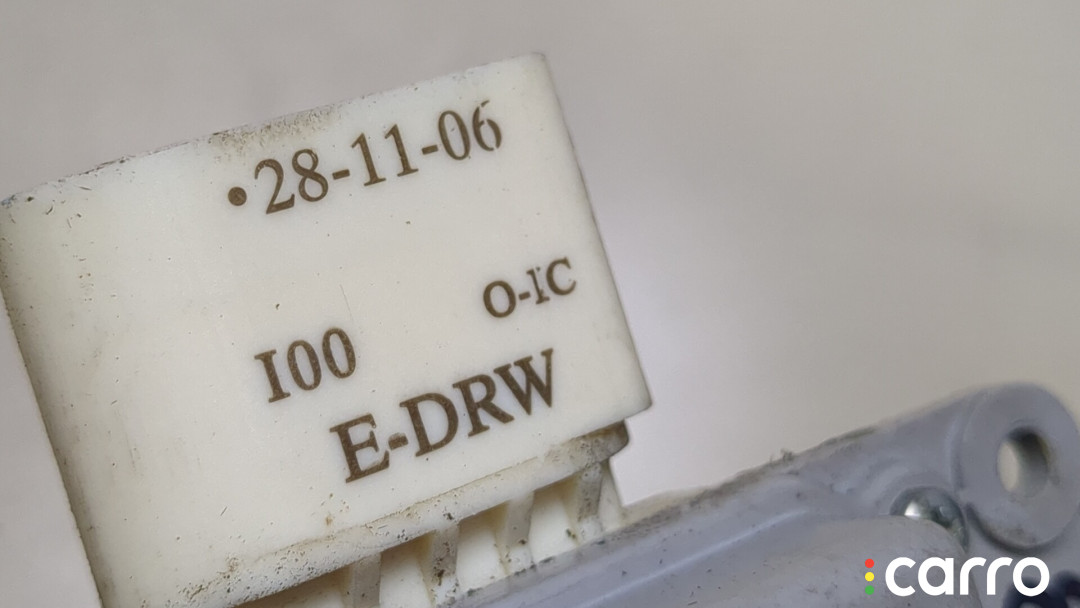 •28-11-06
O-IC
I00
E-DRW
carro